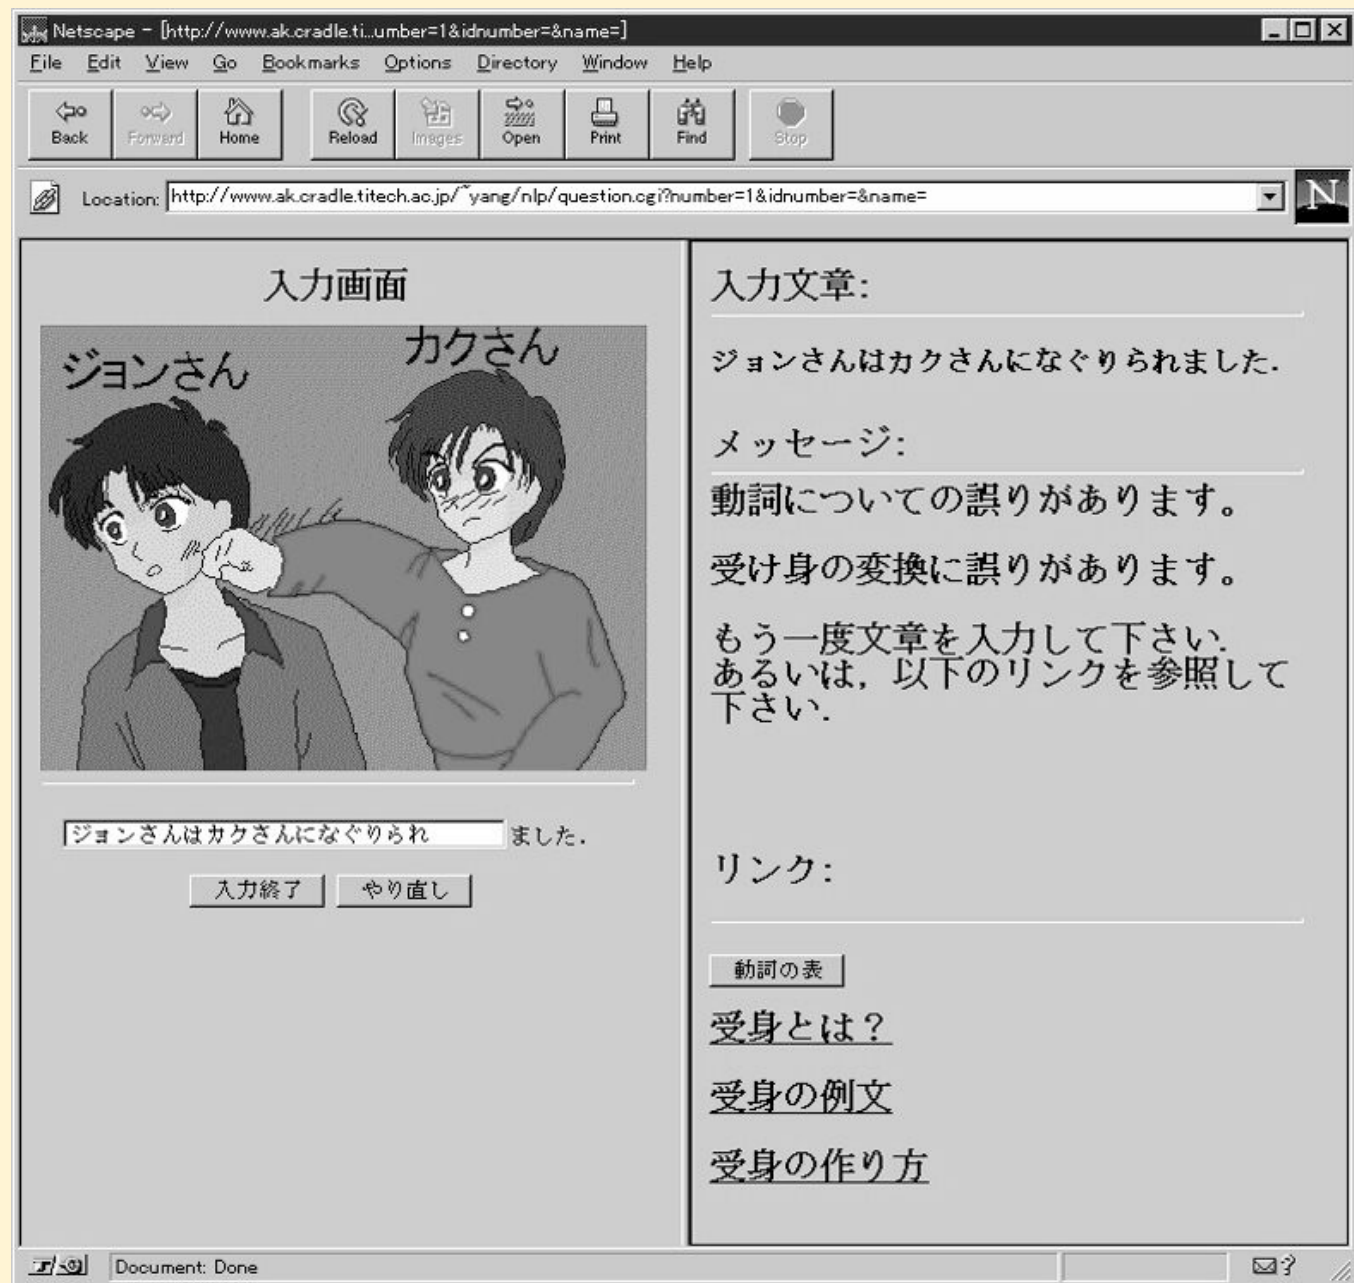 Netscape - [http://www.ak.cradle.ti...umber=1&idnumber=&name=]
File Edit View Go Bookmarks Options Directory Window Help
Back Forward Home Reload Images Open Print Find Stop
Location: http://www.ak.cradle.titech.ac.jp/~yang/nlp/question.cgi?number=1&idnumber=&name=
N
入力画面
ジョンさん
カクさん
ジョンさんはカクさんになぐりられ ました.
入力終了 やり直し
入力文章:
ジョンさんはカクさんになぐりられました.
メッセージ:
動詞についての誤りがあります。
受け身の変換に誤りがあります。
もう一度文章を入力して下さい.
あるいは, 以下のリンクを参照して
下さい.
リンク:
動詞の表
受身とは？
受身の例文
受身の作り方
Document: Done